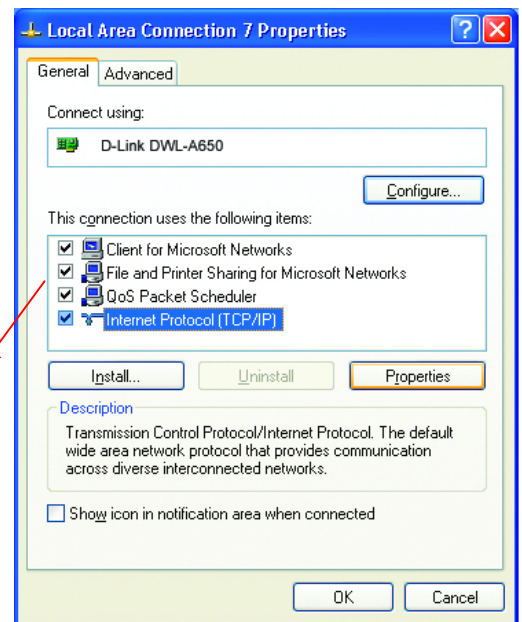 Local Area Connection 7 Properties
General Advanced
Connect using:
D-Link DWL-A650
Configure...
This connection uses the following items:
Client for Microsoft Networks
File and Printer Sharing for Microsoft Networks
QoS Packet Scheduler
Internet Protocol (TCP/IP)
Install... Uninstall Properties
Description
Transmission Control Protocol/Internet Protocol. The default
wide area network protocol that provides communication
across diverse interconnected networks.
Show icon in notification area when connected
OK Cancel